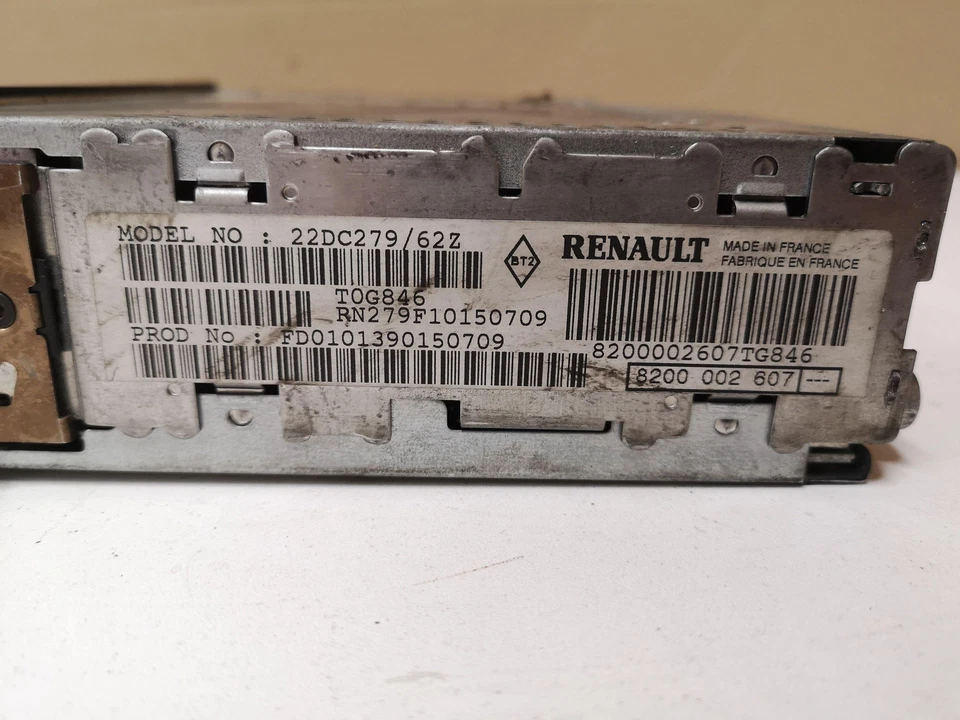 MODEL NO : 22DC279/62Z
T0G846
RN279F10150709
PROD No : FD0101390150709
BT2
RENAULT
MADE IN FRANCE
FABRIQUE EN FRANCE
8200002607TG846
8200 002 607 ---